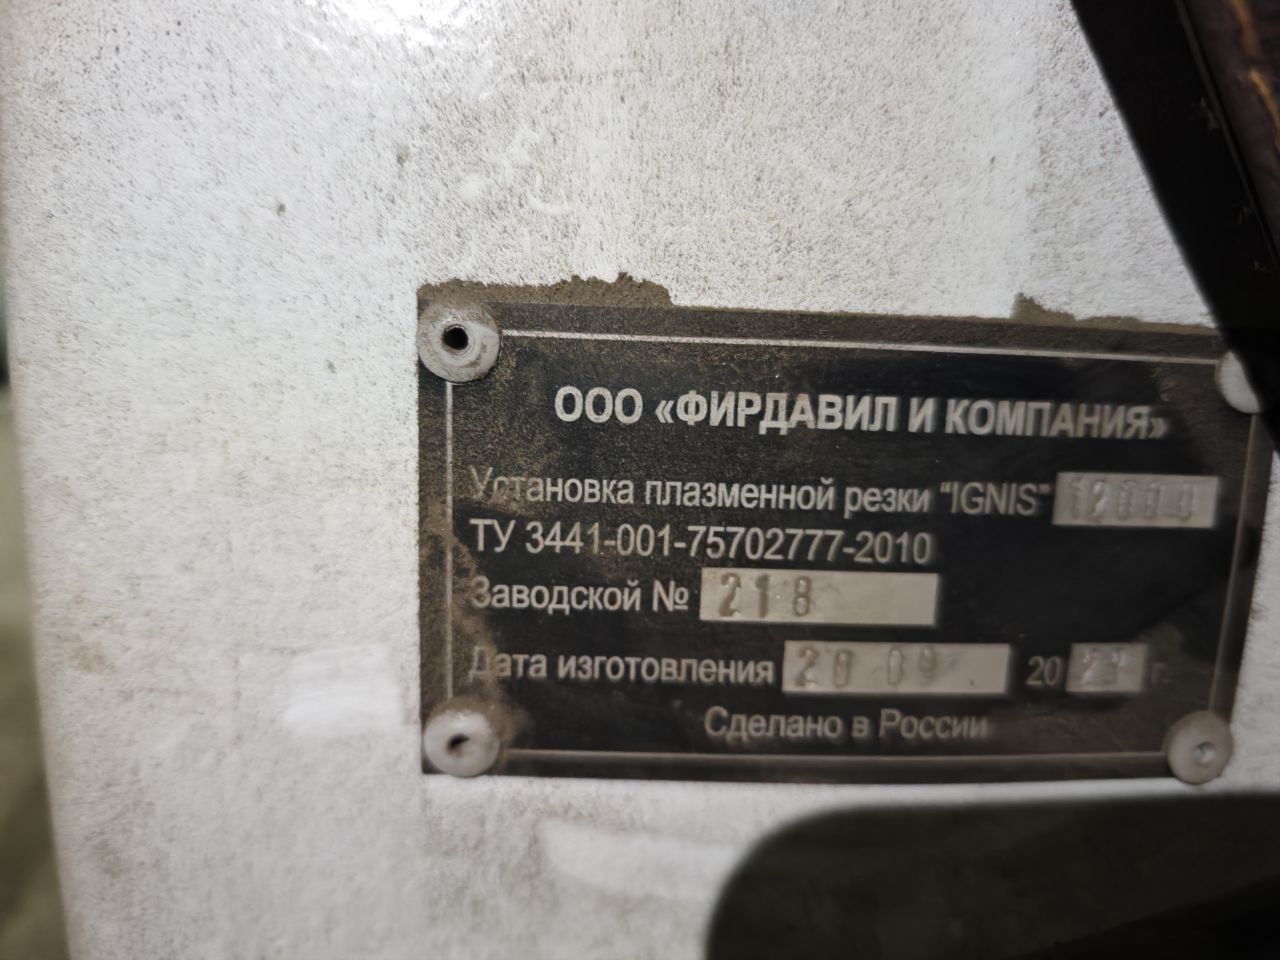 ООО «ФИРДАВИЛ И КОМПАНИЯ»
Установка плазменной резки "IGNIS" 12000
ТУ 3441-001-75702777-2010
Заводской № 218
Дата изготовления 20 09 20 г.
Сделано в России